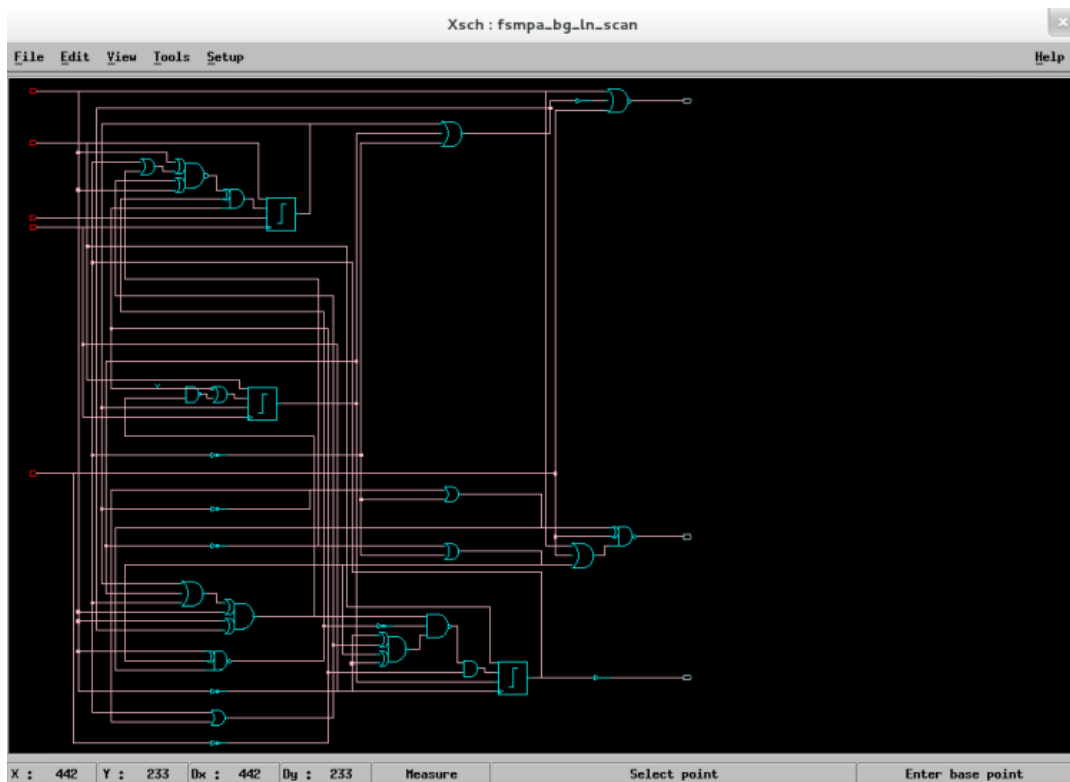 Xsch : fsmpa_bg_ln_scan
File Edit View Tools Setup Help
X : 442 Y : 233 Dx : 442 Dy : 233 Measure Select point Enter base point